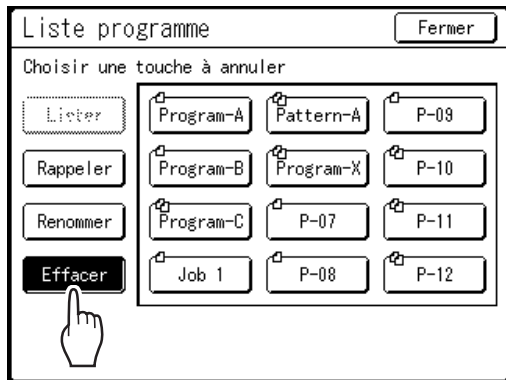 Liste programme Fermer
Choisir une touche à annuler
Lister Program-A Pattern-A P-09
Rappeler Program-B Program-X P-10
Renommer Program-C P-07 P-11
Effacer Job 1 P-08 P-12